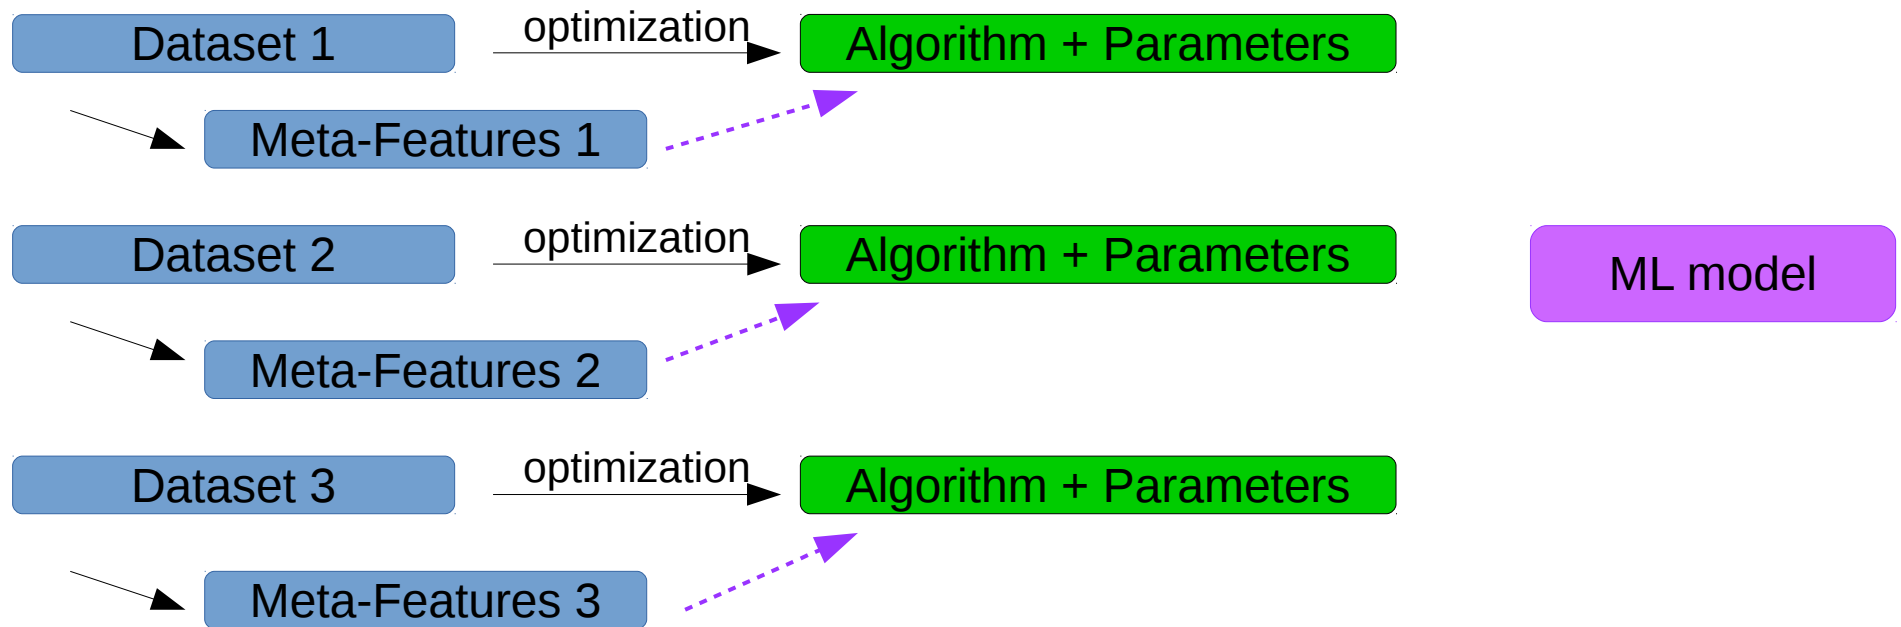 Dataset 1
optimization
Algorithm + Parameters
Meta-Features 1
Dataset 2
optimization
Algorithm + Parameters
ML model
Meta-Features 2
Dataset 3
optimization
Algorithm + Parameters
Meta-Features 3